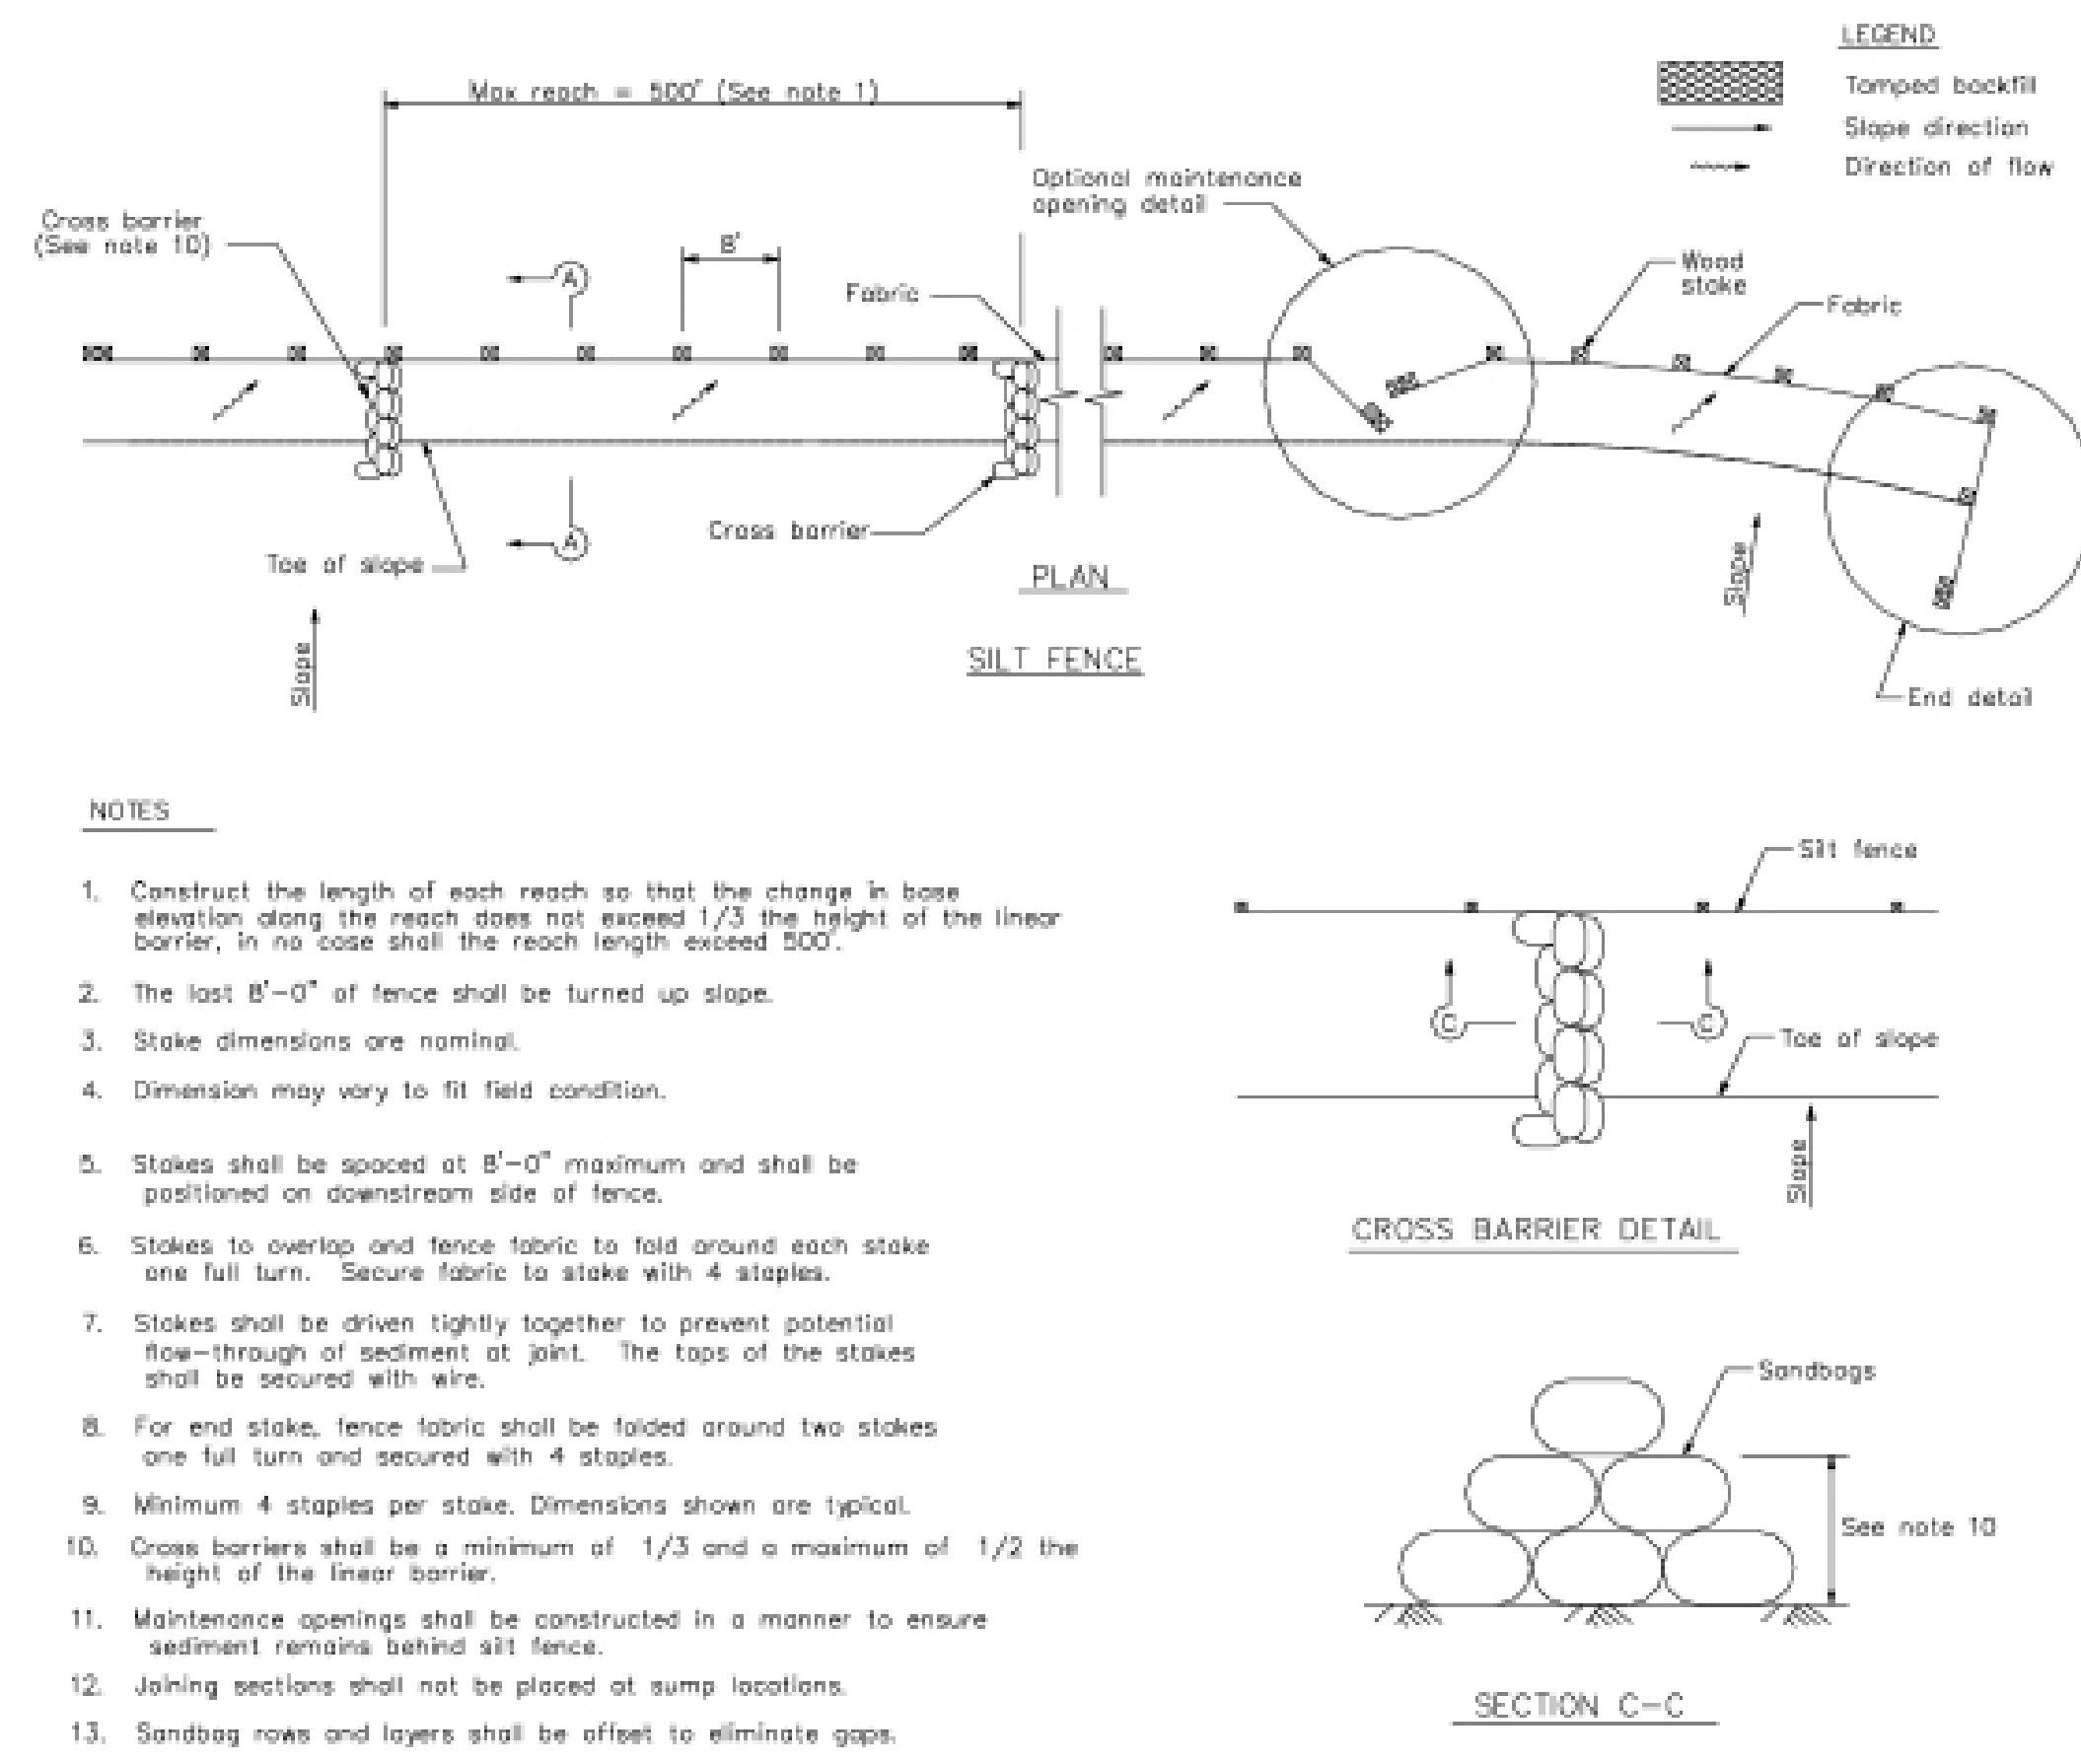 LEGEND
Tamped backfill
Slope direction
Direction of flow
Max reach = 500' (See note 1)
Optional maintenance
opening detail
Cross barrier
(See note 10)
8'
A
Fabric
Wood
stake
Fabric
Cross barrier
A
Toe of slope
PLAN
Slope
Slope
SILT FENCE
End detail
NOTES
1. Construct the length of each reach so that the change in base
elevation along the reach does not exceed 1/3 the height of the linear
barrier, in no case shall the reach length exceed 500'.
2. The last 8'-0" of fence shall be turned up slope.
3. Stake dimensions are nominal.
4. Dimension may vary to fit field condition.
5. Stakes shall be spaced at 8'-0" maximum and shall be
positioned on downstream side of fence.
6. Stakes to overlap and fence fabric to fold around each stake
one full turn. Secure fabric to stake with 4 staples.
7. Stakes shall be driven tightly together to prevent potential
flow-through of sediment at joint. The tops of the stakes
shall be secured with wire.
8. For end stake, fence fabric shall be folded around two stakes
one full turn and secured with 4 staples.
9. Minimum 4 staples per stake. Dimensions shown are typical.
10. Cross barriers shall be a minimum of 1/3 and a maximum of 1/2 the
height of the linear barrier.
11. Maintenance openings shall be constructed in a manner to ensure
sediment remains behind silt fence.
12. Joining sections shall not be placed at sump locations.
13. Sandbag rows and layers shall be offset to eliminate gaps.
Silt fence
C
C
Toe of slope
Slope
CROSS BARRIER DETAIL
Sandbags
See note 10
SECTION C-C